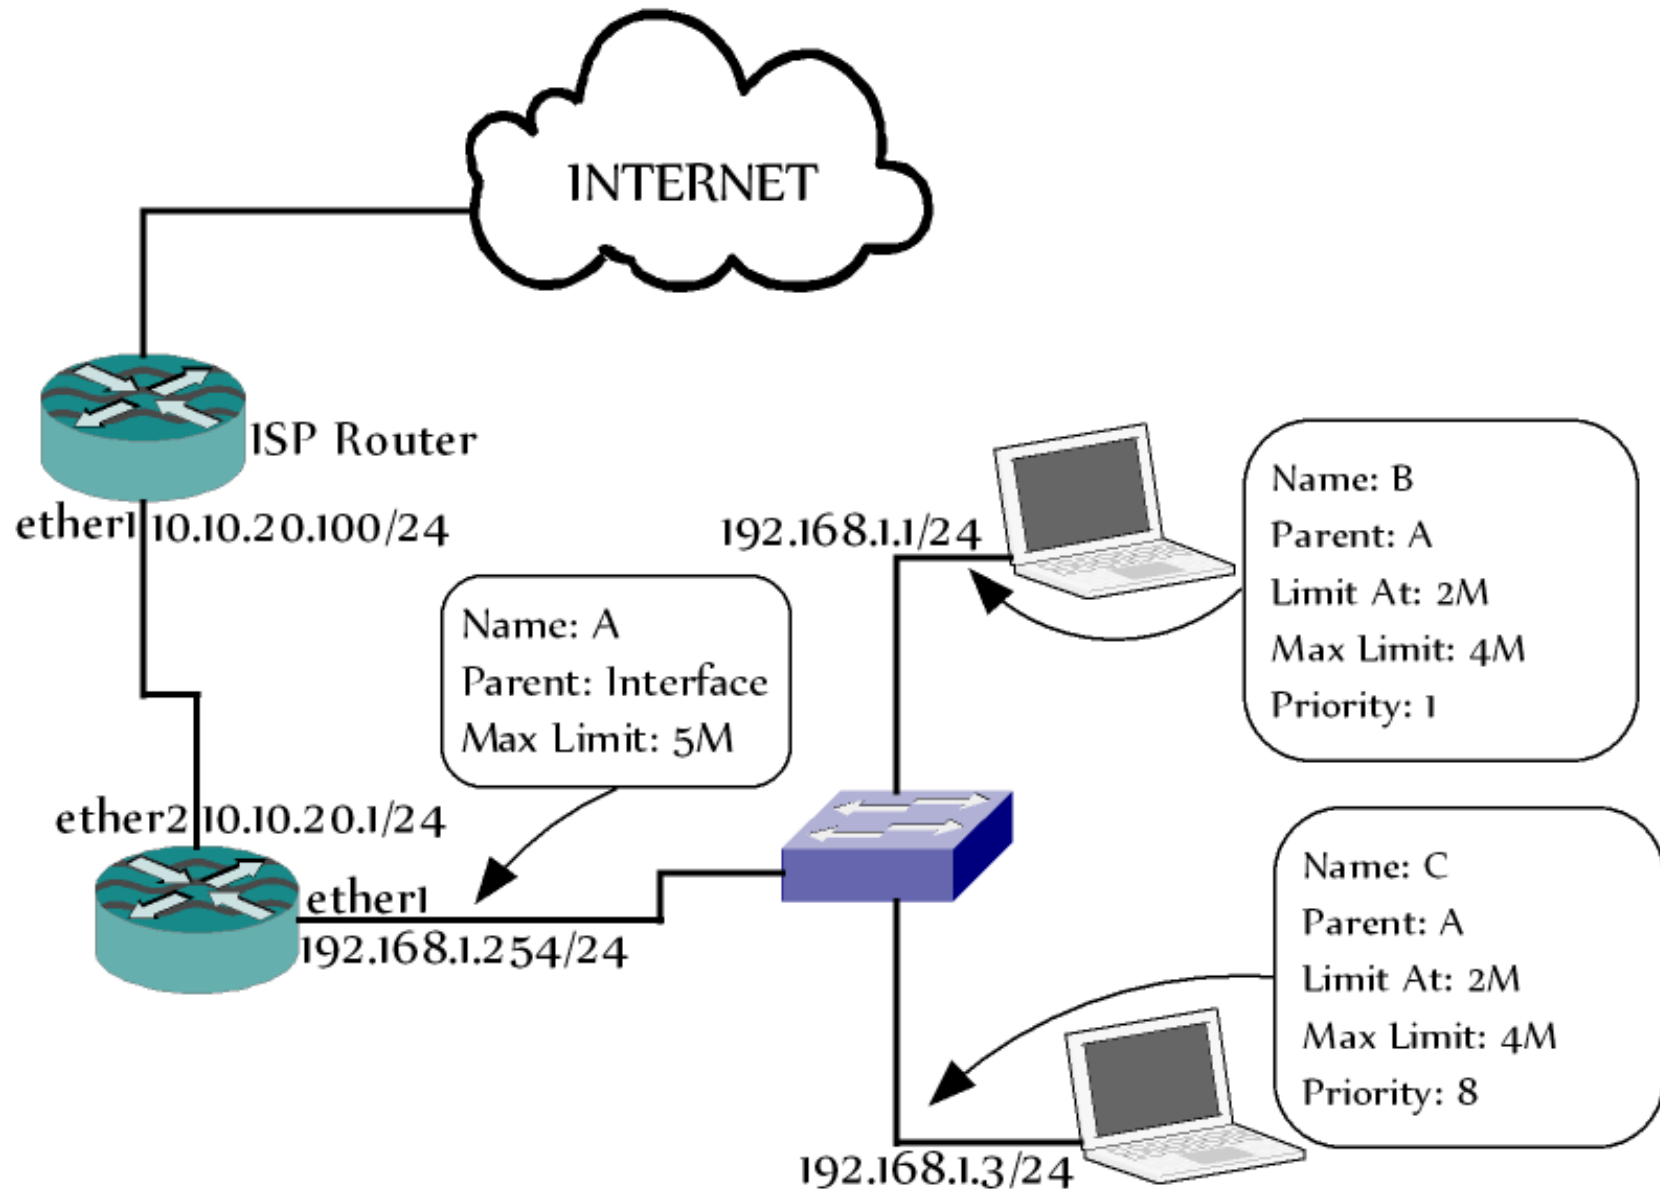 INTERNET
ISP Router
ether1 10.10.20.100/24
192.168.1.1/24
Name: B
Parent: A
Limit At: 2M
Max Limit: 4M
Priority: 1
Name: A
Parent: Interface
Max Limit: 5M
ether2 10.10.20.1/24
ether1
192.168.1.254/24
Name: C
Parent: A
Limit At: 2M
Max Limit: 4M
Priority: 8
192.168.1.3/24